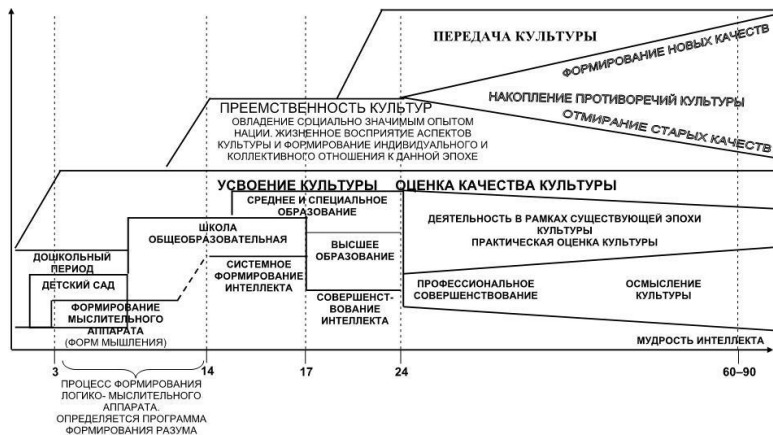 ПЕРЕДАЧА КУЛЬТУРЫ
ФОРМИРОВАНИЕ НОВЫХ КАЧЕСТВ
НАКОПЛЕНИЕ ПРОТИВОРЕЧИЙ КУЛЬТУРЫ
ОТМИРАНИЕ СТАРЫХ КАЧЕСТВ
ПРЕЕМСТВЕННОСТЬ КУЛЬТУР
ОВЛАДЕНИЕ СОЦИАЛЬНО ЗНАЧИМЫМ ОПЫТОМ
НАЦИИ. ЖИЗНЕННОЕ ВОСПРИЯТИЕ АСПЕКТОВ
КУЛЬТУРЫ И ФОРМИРОВАНИЕ ИНДИВИДУАЛЬНОГО И
КОЛЛЕКТИВНОГО ОТНОШЕНИЯ К ДАННОЙ ЭПОХЕ
УСВОЕНИЕ КУЛЬТУРЫ
ОЦЕНКА КАЧЕСТВА КУЛЬТУРЫ
СРЕДНЕЕ И СПЕЦИАЛЬНОЕ
ОБРАЗОВАНИЕ
ШКОЛА
ОБЩЕОБРАЗОВАТЕЛЬНАЯ
ДЕЯТЕЛЬНОСТЬ В РАМКАХ СУЩЕСТВУЮЩЕЙ ЭПОХИ
КУЛЬТУРЫ
ПРАКТИЧЕСКАЯ ОЦЕНКА КУЛЬТУРЫ
ВЫСШЕЕ
ОБРАЗОВАНИЕ
ДОШКОЛЬНЫЙ
ПЕРИОД
ДЕТСКИЙ САД
СИСТЕМНОЕ
ФОРМИРОВАНИЕ
ИНТЕЛЛЕКТА
ФОРМИРОВАНИЕ
МЫСЛИТЕЛЬНОГО
АППАРАТА
(ФОРМ МЫШЛЕНИЯ)
СОВЕРШЕНСТ-
ВОВАНИЕ
ИНТЕЛЛЕКТА
ПРОФЕССИОНАЛЬНОЕ
СОВЕРШЕНСТВОВАНИЕ
ОСМЫСЛЕНИЕ
КУЛЬТУРЫ
МУДРОСТЬ ИНТЕЛЛЕКТА
3
14
17
24
60–90
ПРОЦЕСС ФОРМИРОВАНИЯ
ЛОГИКО- МЫСЛИТЕЛЬНОГО
АППАРАТА.
ОПРЕДЕЛЯЕТСЯ ПРОГРАММА
ФОРМИРОВАНИЯ РАЗУМА